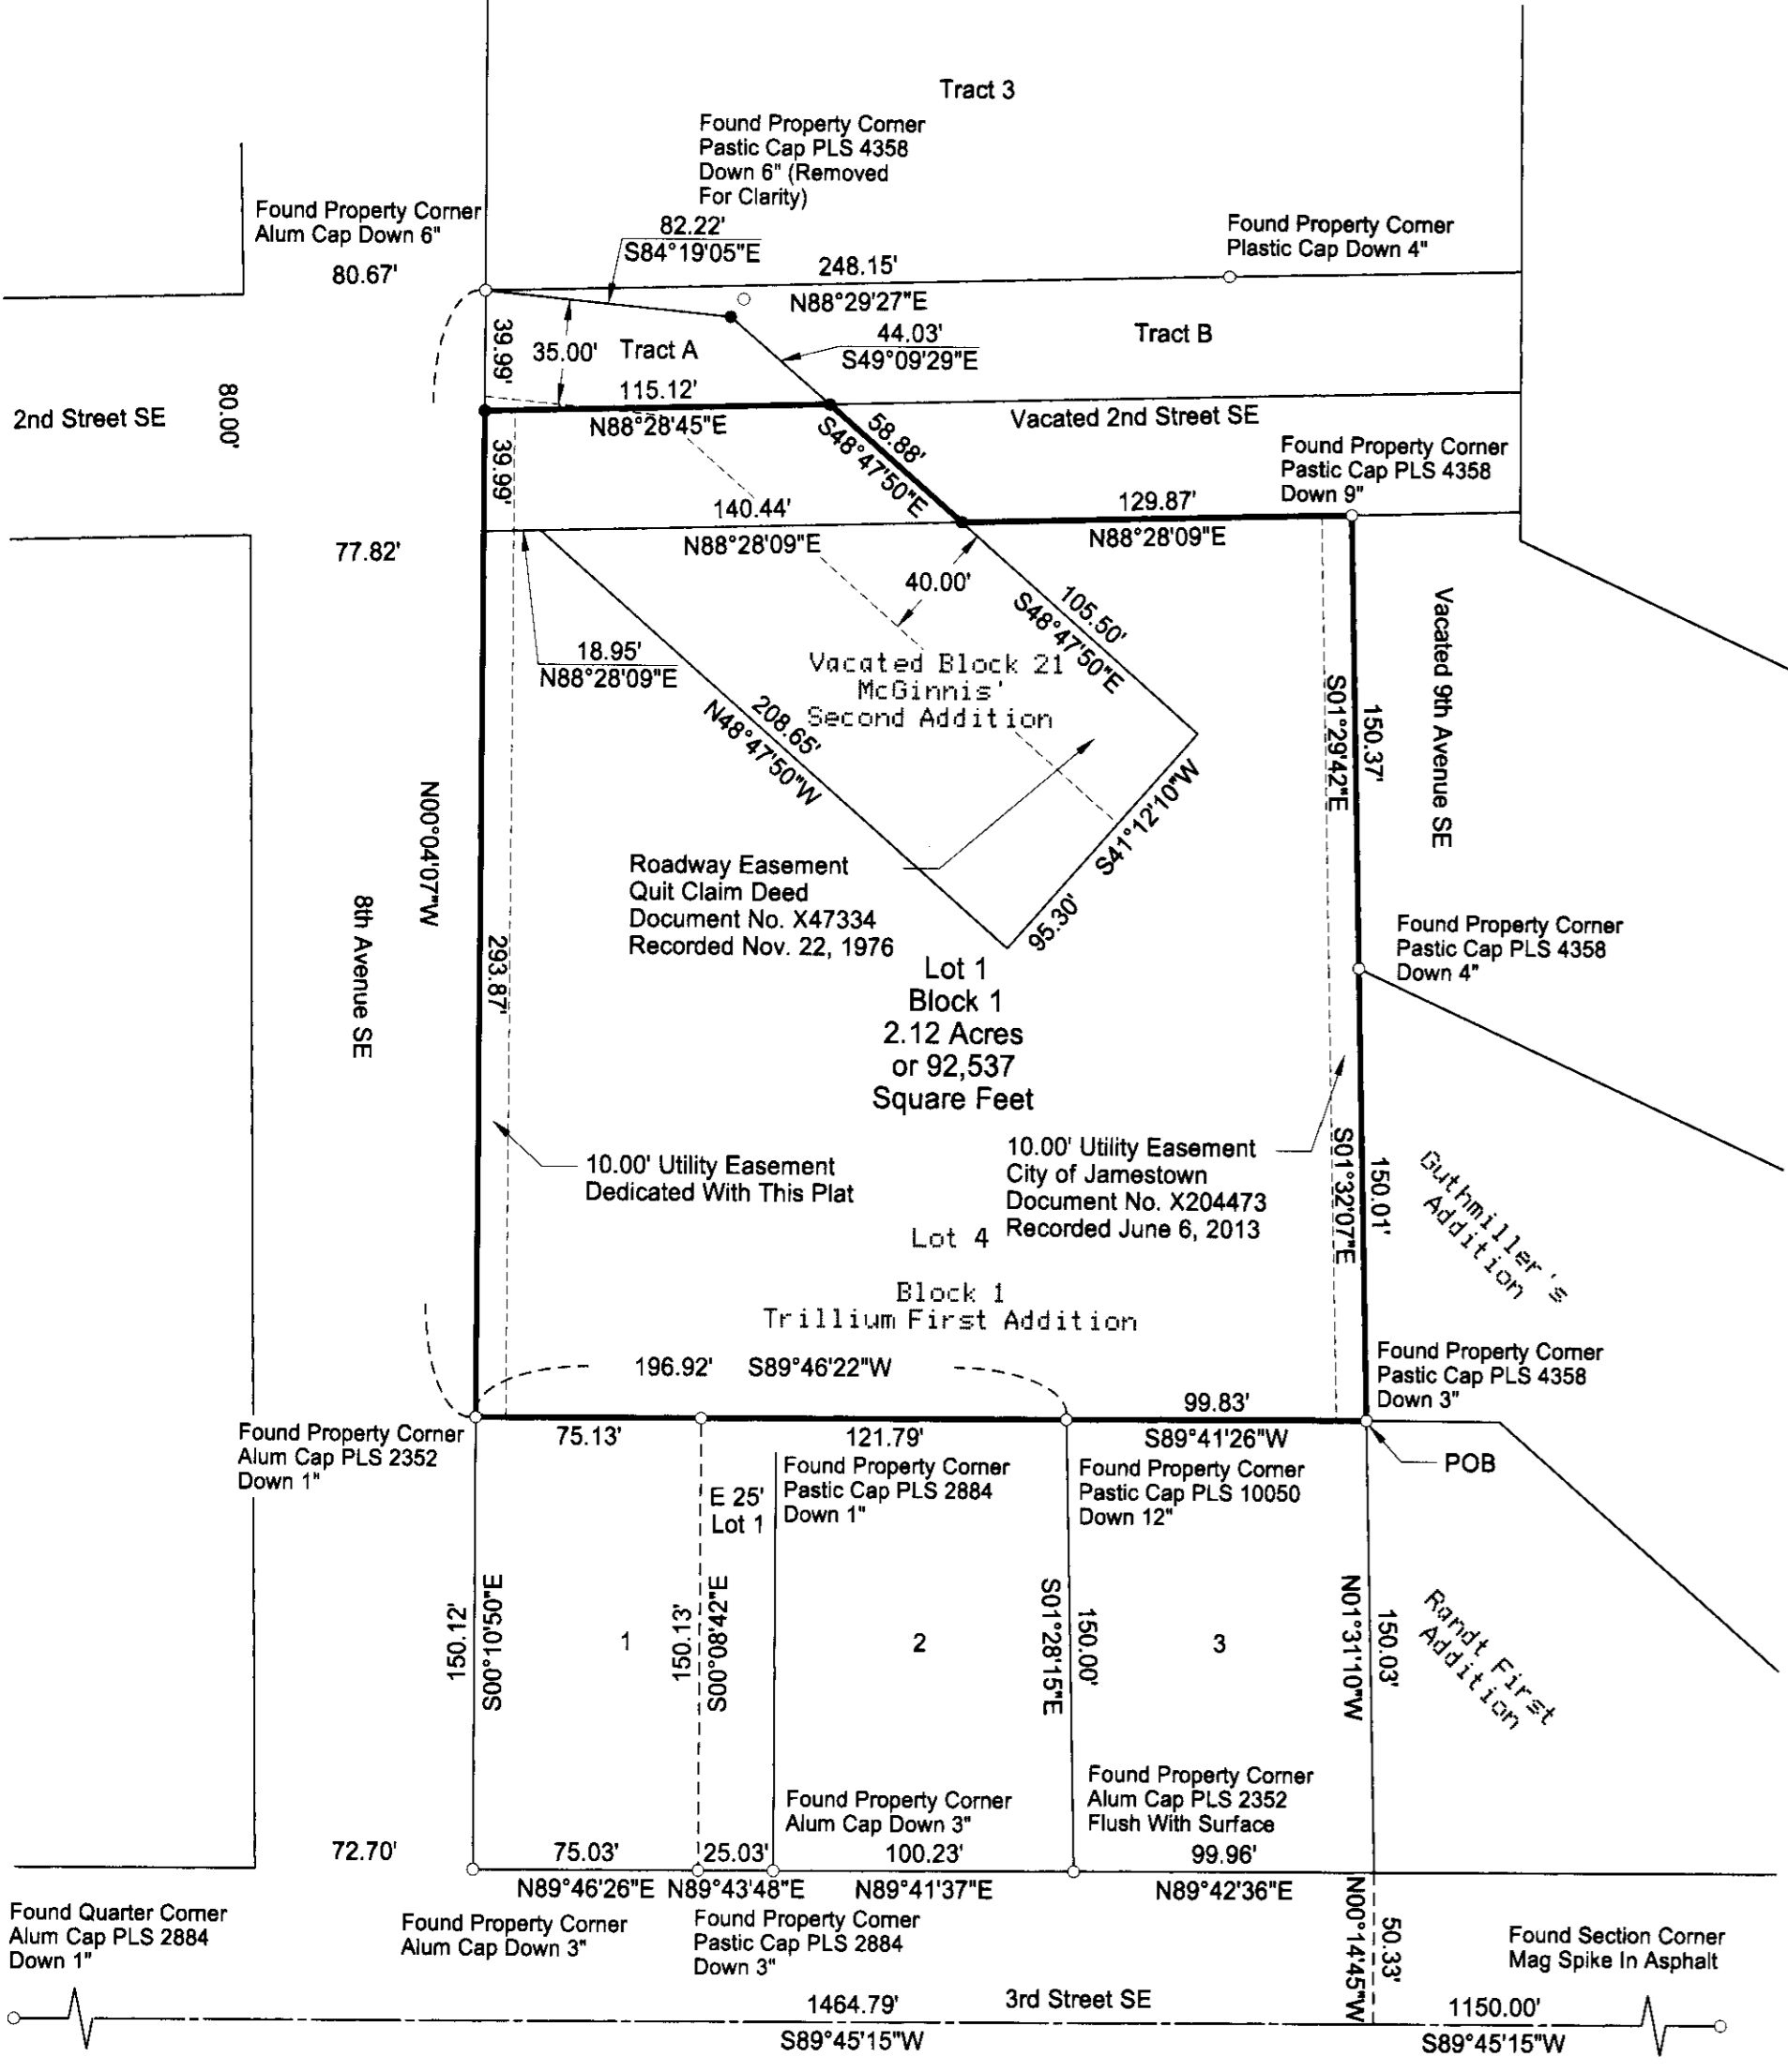 Tract 3
Found Property Corner
Pastic Cap PLS 4358
Down 6" (Removed
For Clarity)
Found Property Corner
Alum Cap Down 6"
80.67'
82.22'
S84°19'05"E
248.15'
N88°29'27"E
Found Property Corner
Plastic Cap Down 4"
39.99'
35.00'
Tract A
44.03'
S49°09'29"E
Tract B
2nd Street SE
80.00'
115.12'
N88°28'45"E
58.88'
S48°47'50"E
Vacated 2nd Street SE
Found Property Corner
Pastic Cap PLS 4358
Down 9"
39.99'
77.82'
140.44'
N88°28'09"E
129.87'
N88°28'09"E
40.00'
18.95'
N88°28'09"E
105.50'
S48°47'50"E
Vacated Block 21
McGinnis'
Second Addition
208.65'
N48°47'50"W
S41°12'10"W
95.30'
S01°29'42"E
150.37'
Vacated 9th Avenue SE
N00°04'07"W
8th Avenue SE
293.87'
Roadway Easement
Quit Claim Deed
Document No. X47334
Recorded Nov. 22, 1976
Found Property Corner
Pastic Cap PLS 4358
Down 4"
Lot 1
Block 1
2.12 Acres
or 92,537
Square Feet
10.00' Utility Easement
Dedicated With This Plat
10.00' Utility Easement
City of Jamestown
Document No. X204473
Recorded June 6, 2013
S01°32'07"E
150.01'
Guthmiller's
Addition
Lot 4
Block 1
Trillium First Addition
196.92' S89°46'22"W
99.83'
S89°41'26"W
Found Property Corner
Pastic Cap PLS 4358
Down 3"
POB
Found Property Corner
Alum Cap PLS 2352
Down 1"
75.13'
121.79'
E 25'
Lot 1
Found Property Corner
Pastic Cap PLS 2884
Down 1"
Found Property Corner
Pastic Cap PLS 10050
Down 12"
150.12'
S00°10'50"E
1
150.13'
S00°08'42"E
2
S01°28'15"E
150.00'
3
N01°31'10"W
150.03'
Randt First
Addition
Found Property Corner
Alum Cap Down 3"
Found Property Corner
Alum Cap PLS 2352
Flush With Surface
72.70'
75.03'
25.03'
100.23'
99.96'
N89°46'26"E
N89°43'48"E
N89°41'37"E
N89°42'36"E
Found Quarter Corner
Alum Cap PLS 2884
Down 1"
Found Property Corner
Alum Cap Down 3"
Found Property Corner
Pastic Cap PLS 2884
Down 3"
N00°14'45"W
50.33'
Found Section Corner
Mag Spike In Asphalt
1464.79'
S89°45'15"W
3rd Street SE
1150.00'
S89°45'15"W